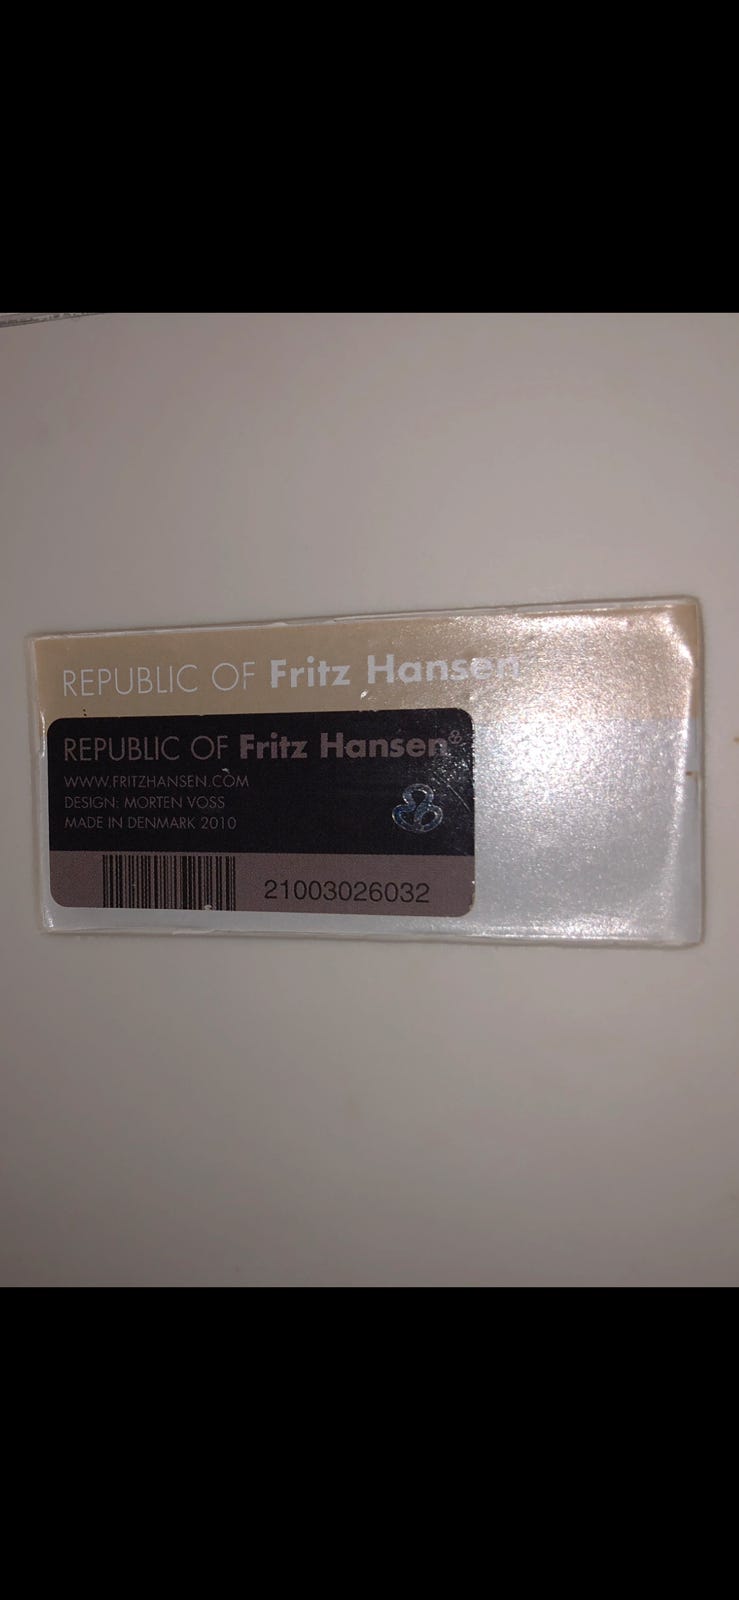 REPUBLIC OF Fritz Hansen
REPUBLIC OF Fritz Hansen®
WWW.FRITZHANSEN.COM
DESIGN: MORTEN VOSS
MADE IN DENMARK 2010
21003026032